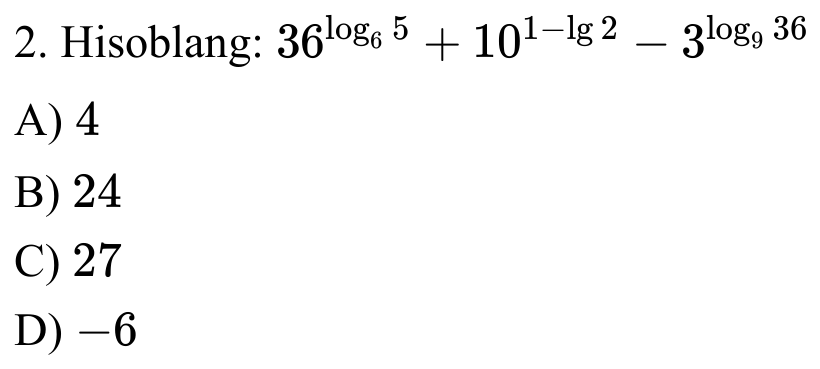 2. Hisoblang: $36^{\log_6 5} + 10^{1-\lg 2} - 3^{\log_9 36}$
A) 4
B) 24
C) 27
D) −6